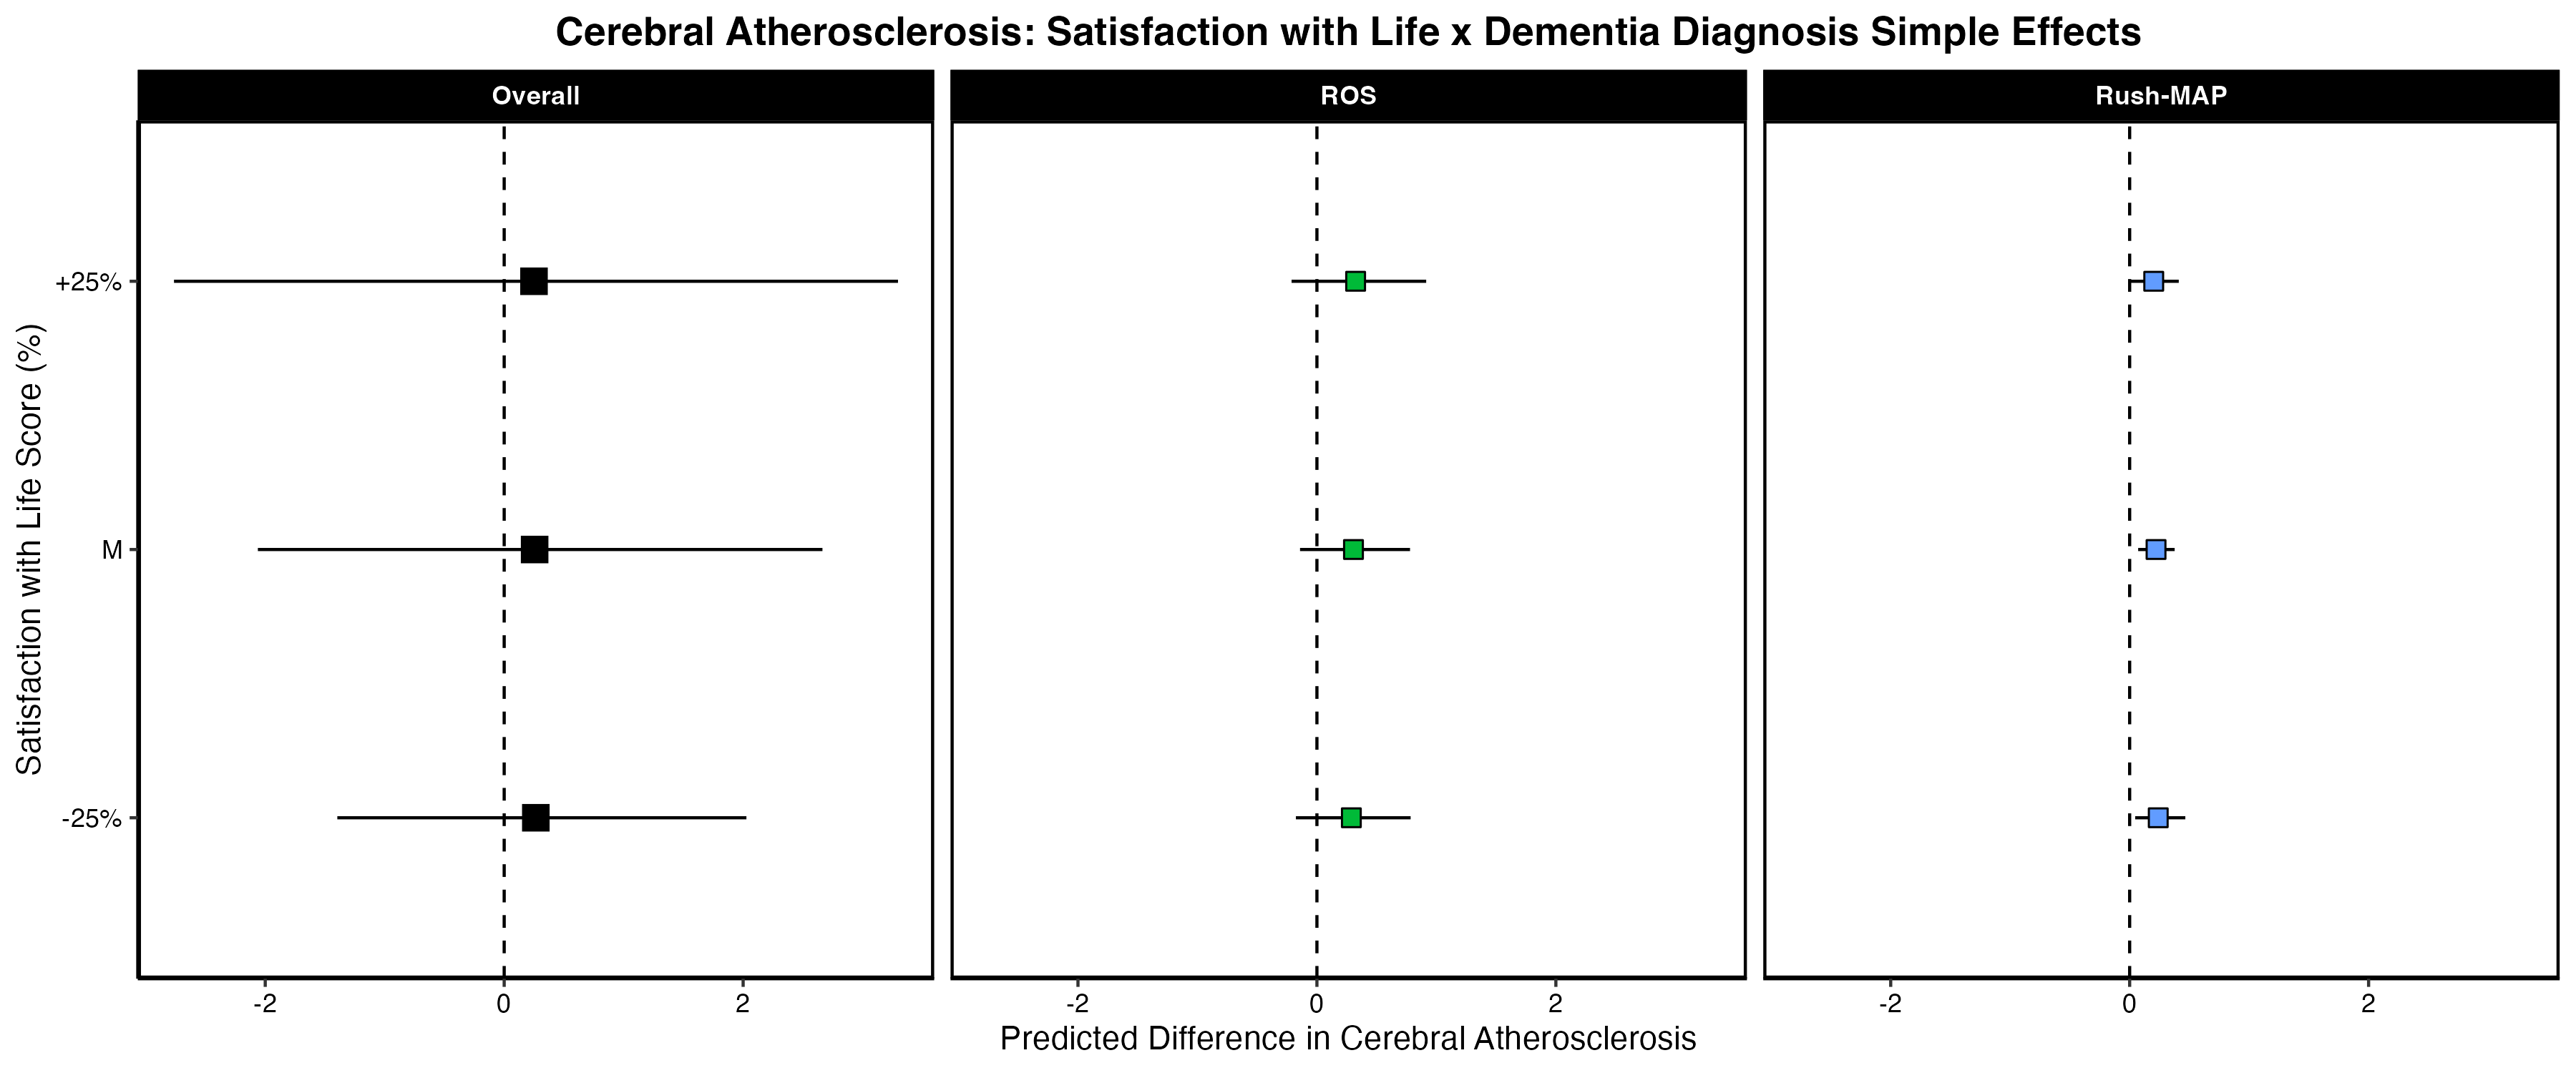 Cerebral Atherosclerosis: Satisfaction with Life x Dementia Diagnosis Simple Effects
Overall
ROS
Rush-MAP
Satisfaction with Life Score (%)
+25%
M
-25%
-2 0 2
-2 0 2
-2 0 2
Predicted Difference in Cerebral Atherosclerosis